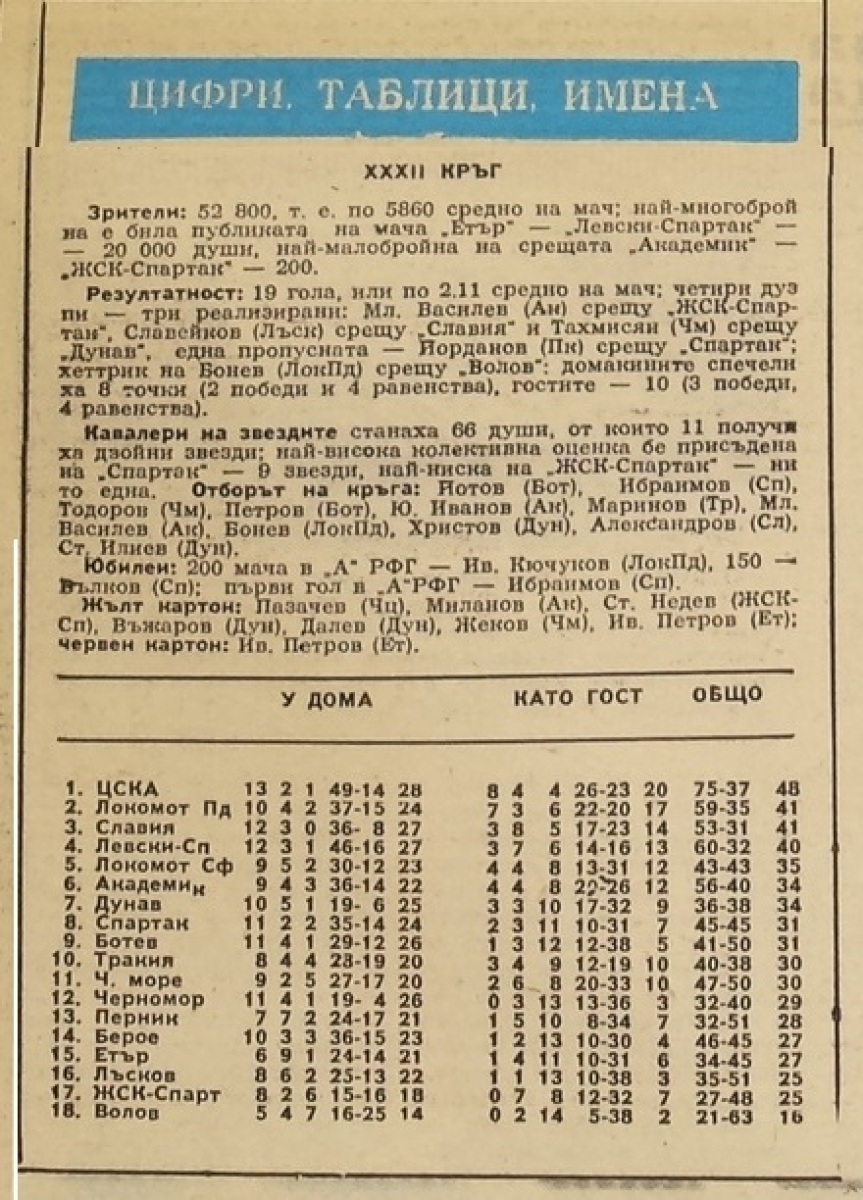 ЦИФРИ, ТАБЛИЦИ, ИМЕНА
XXXII КРЪГ
Зрители: 52 800, т. е. по 5860 средно на мач; най-многоброй
на е била публиката на мача „Етър" — „Левски-Спартак" —
— 20 000 души, най-малобройна на срещата „Академик" —
„ЖСК-Спартак" — 200.
Резултатност: 19 гола, или по 2.11 средно на мач; четири дуз
пи — три реализирани: Мл. Василев (Ак) срещу „ЖСК-Спар-
так", Славейков (Лъск) срещу „Славия" и Тахмисян (Чм) срещу
„Дунав", една пропусната — Йорданов (Пк) срещу „Спартак";
хеттрик на Бонев (ЛокПд) срещу „Волов": домакините спечели
ха 8 точки (2 победи и 4 равенства), гостите — 10 (3 победи,
4 равенства).
Кавалери на звездите станаха 66 души, от които 11 получи
ха двойни звезди; най-висока колективна оценка бе присъдена
на „Спартак" — 9 звезди, най-ниска на „ЖСК-Спартак" — ни
то една. Отборът на кръга: Йотов (Бот), Ибраимов (Сп),
Тодоров (Чм), Петров (Бот), Ю. Иванов (Ак), Маринов (Тр), Мл.
Василев (Ак), Бонев (ЛокПд), Христов (Дун), Александров (Сл),
Ст. Илиев (Дун).
Юбилеи: 200 мача в „А" РФГ — Ив. Кючуков (ЛокПд), 150 —
Вълков (Сп); първи гол в „А"РФГ — Ибраимов (Сп).
Жълт картон: Пазачев (Чц), Миланов (Ак), Ст. Недев (ЖСК-
Сп), Въжаров (Дун), Далев (Дун), Жеков (Чм), Ив. Петров (Ет);
червен картон: Ив. Петров (Ет).
У ДОМА КАТО ГОСТ ОБЩО
1. ЦСКА 13 2 1 49-14 28 8 4 4 26-23 20 75-37 48
2. Локомот Пд 10 4 2 37-15 24 7 3 6 22-20 17 59-35 41
3. Славия 12 3 0 36- 8 27 3 8 5 17-23 14 53-31 41
4. Левски-Сп 12 3 1 46-16 27 3 7 6 14-16 13 60-32 40
5. Локомот Сф 9 5 2 30-12 23 4 4 8 13-31 12 43-43 35
6. Академик 9 4 3 36-14 22 4 4 8 20-26 12 56-40 34
7. Дунав 10 5 1 19- 6 25 3 3 10 17-32 9 36-38 34
8. Спартак 11 2 2 35-14 24 2 3 11 10-31 7 45-45 31
9. Ботев 11 4 1 29-12 26 1 3 12 12-38 5 41-50 31
10. Тракия 8 4 4 28-19 20 3 4 9 12-19 10 40-38 30
11. Ч. море 9 2 5 27-17 20 2 6 8 20-33 10 47-50 30
12. Черномор 11 4 1 19- 4 26 0 3 13 13-36 3 32-40 29
13. Перник 7 7 2 24-17 21 1 5 10 8-34 7 32-51 28
14. Берое 10 3 3 36-15 23 1 2 13 10-30 4 46-45 27
15. Етър 6 9 1 24-14 21 1 4 11 10-31 6 34-45 27
16. Лъсков 8 6 2 25-13 22 1 1 13 10-38 3 35-51 25
17. ЖСК-Спарт 8 2 6 15-16 18 0 7 8 12-32 7 27-48 25
18. Волов 5 4 7 16-25 14 0 2 14 5-38 2 21-63 16